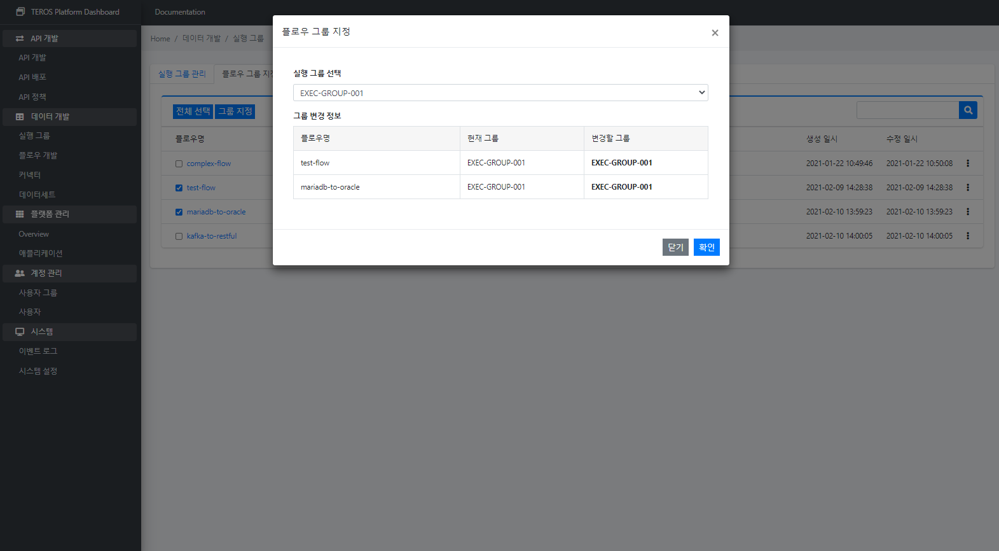 TEROS Platform Dashboard
Documentation
API 개발
API 개발
API 배포
API 정책
데이터 개발
실행 그룹
플로우 개발
커넥터
데이터세트
플랫폼 관리
Overview
애플리케이션
계정 관리
사용자 그룹
사용자
시스템
이벤트 로그
시스템 설정
Home / 데이터 개발 / 실행 그룹
실행 그룹 관리
플로우 그룹 지정
전체 선택
그룹 지정
플로우명
생성 일시
수정 일시
complex-flow
2021-01-22 10:49:46
2021-01-22 10:50:08
test-flow
2021-02-09 14:28:38
2021-02-09 14:28:38
mariadb-to-oracle
2021-02-10 13:59:23
2021-02-10 13:59:23
kafka-to-restful
2021-02-10 14:00:05
2021-02-10 14:00:05
플로우 그룹 지정
×
실행 그룹 선택
EXEC-GROUP-001
그룹 변경 정보
플로우명
현재 그룹
변경할 그룹
test-flow
EXEC-GROUP-001
EXEC-GROUP-001
mariadb-to-oracle
EXEC-GROUP-001
EXEC-GROUP-001
닫기
확인